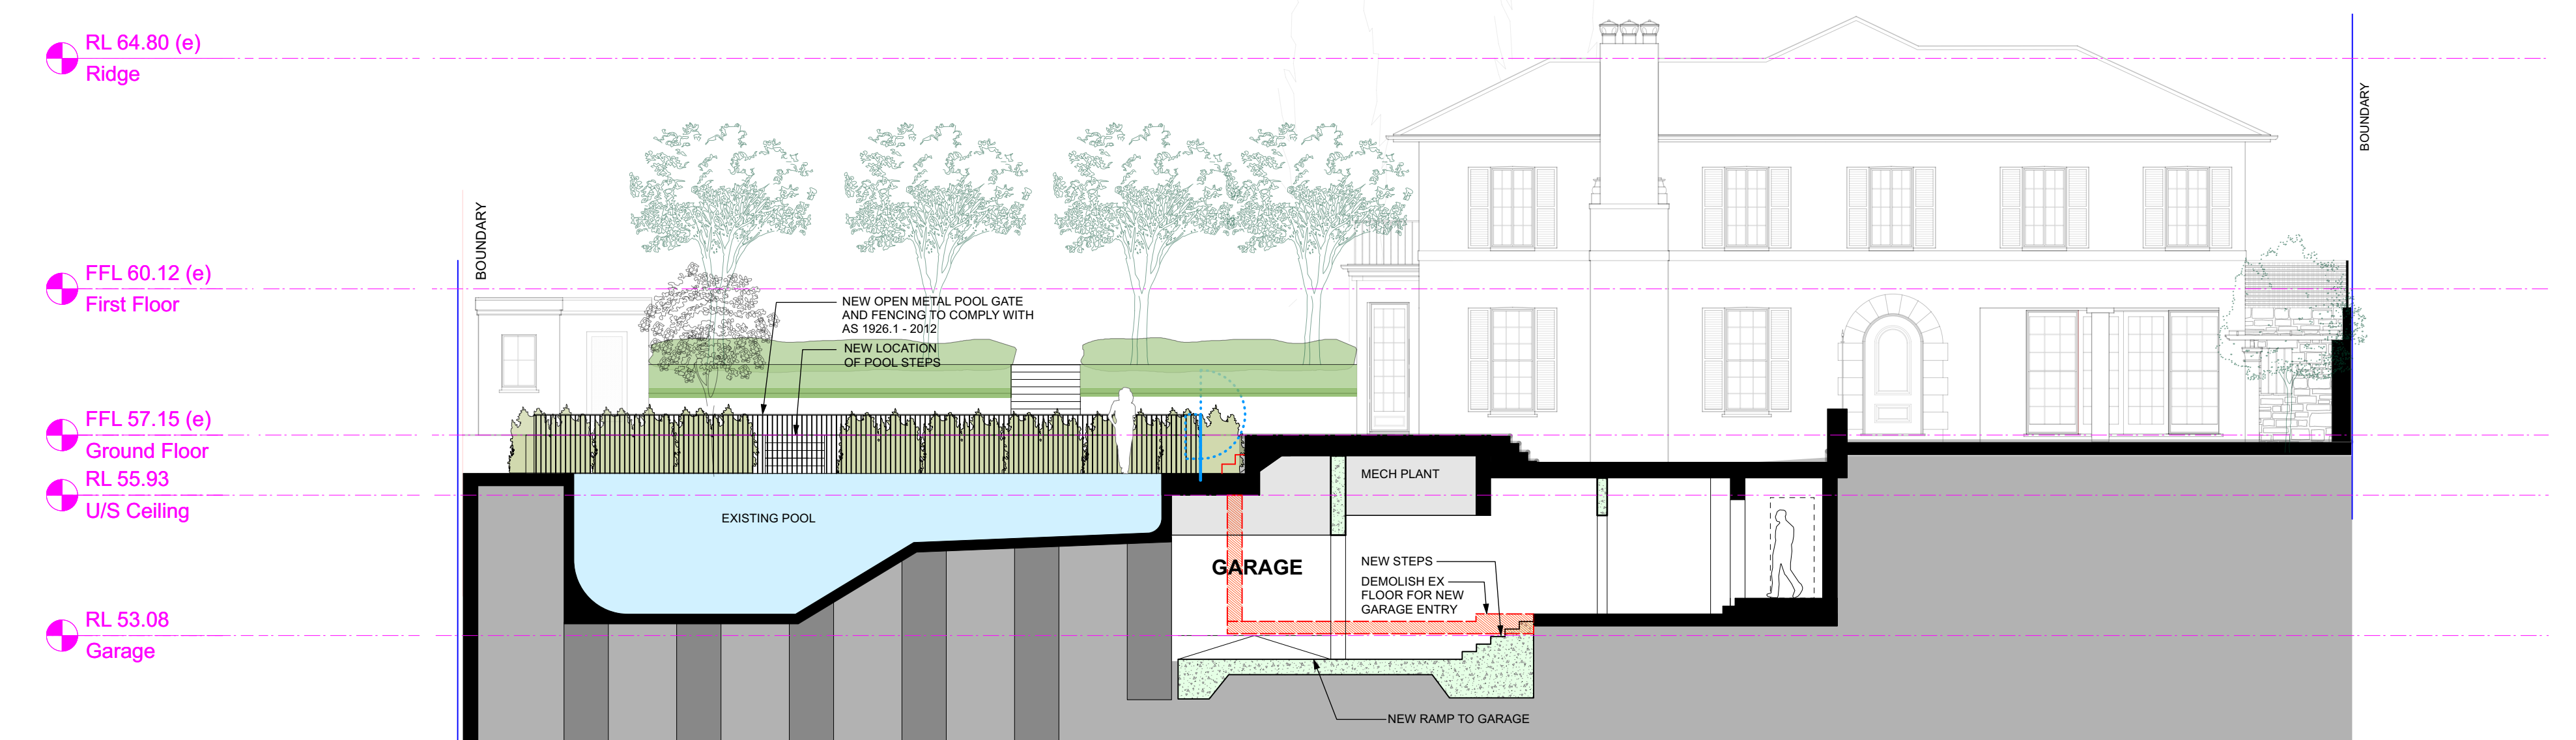 RL 64.80 (e)
Ridge
BOUNDARY
BOUNDARY
FFL 60.12 (e)
First Floor
NEW OPEN METAL POOL GATE
AND FENCING TO COMPLY WITH
AS 1926.1 - 2012
NEW LOCATION
OF POOL STEPS
FFL 57.15 (e)
Ground Floor
RL 55.93
U/S Ceiling
MECH PLANT
EXISTING POOL
GARAGE
NEW STEPS
DEMOLISH EX
FLOOR FOR NEW
GARAGE ENTRY
RL 53.08
Garage
NEW RAMP TO GARAGE